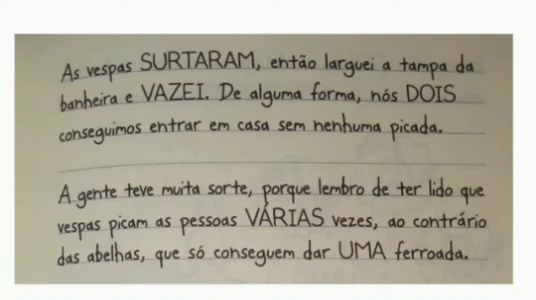 As vespas SURTARAM, então larguei a tampa da
banheira e VAZEI. De alguma forma, nós DOIS
conseguimos entrar em casa sem nenhuma picada.
A gente teve muita sorte, porque lembro de ter lido que
vespas picam as pessoas VÁRIAS vezes, ao contrário
das abelhas, que só conseguem dar UMA ferroada.